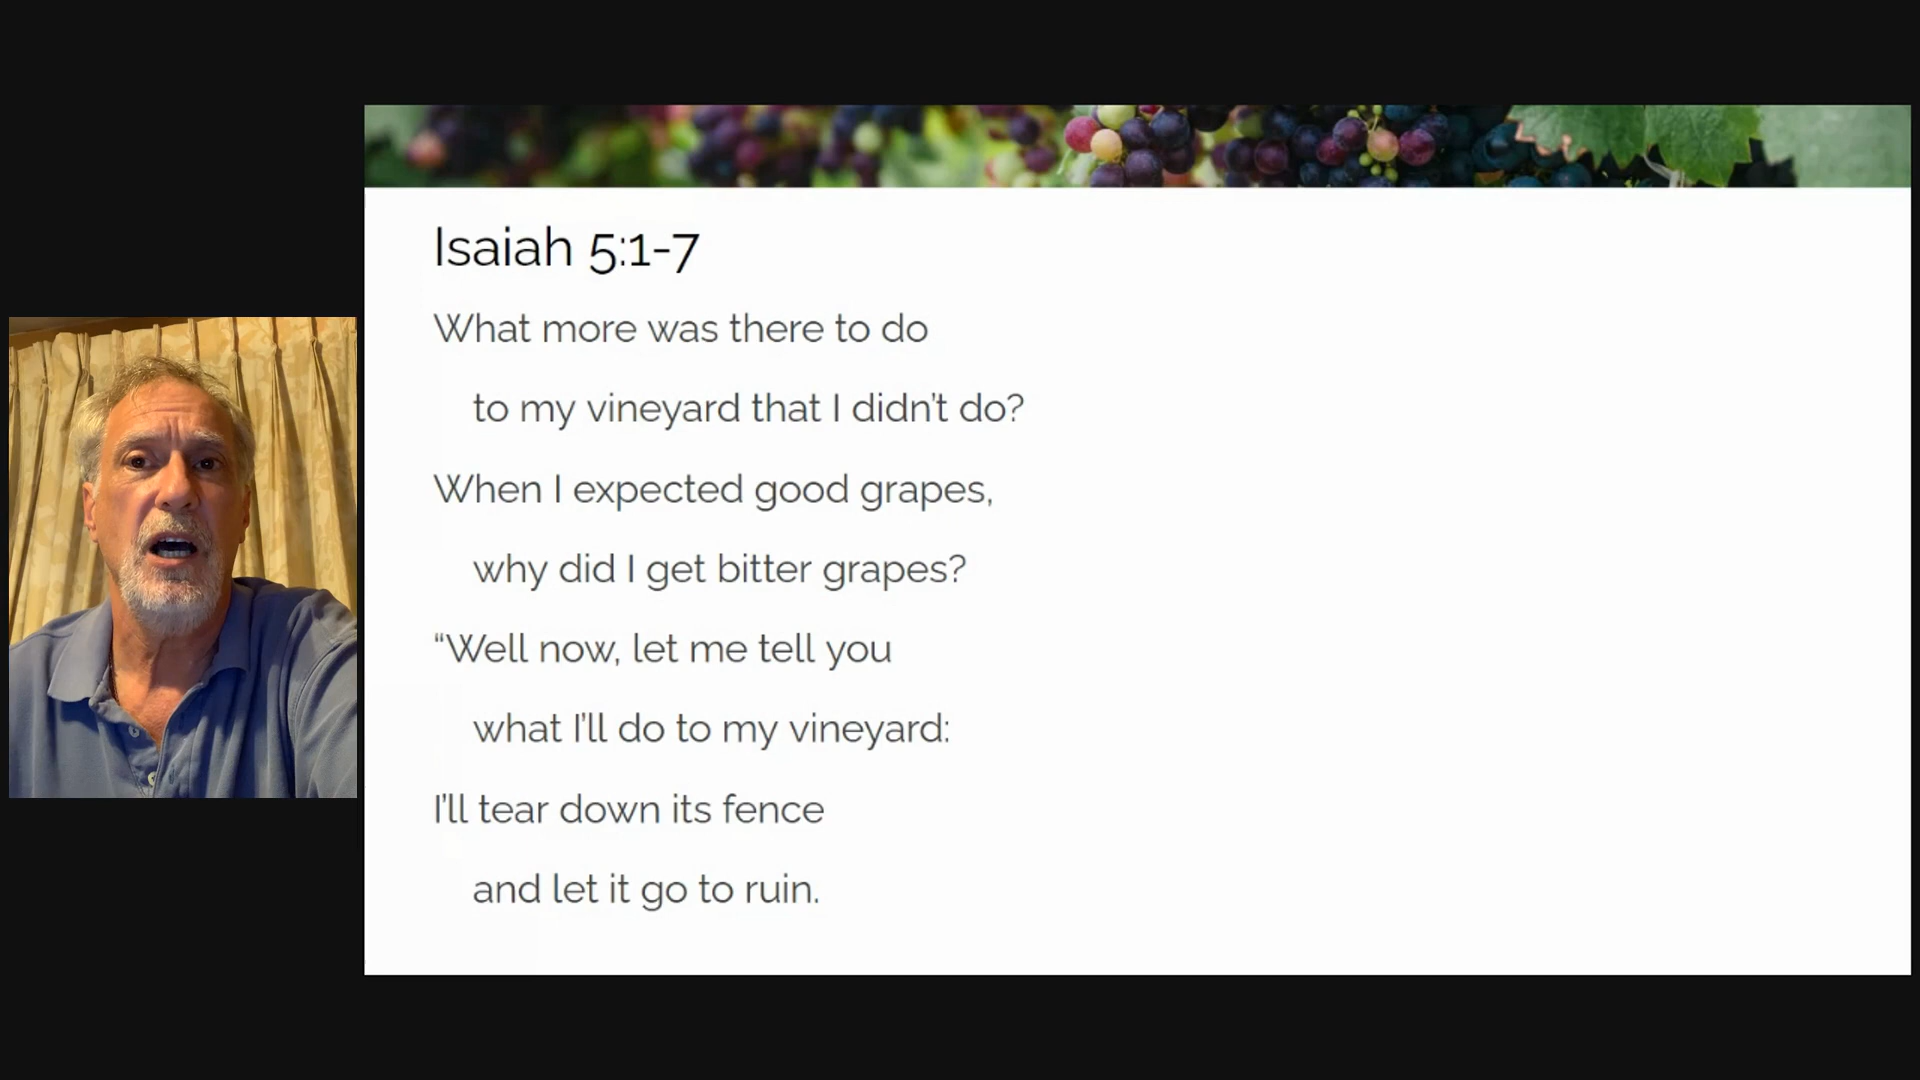 Isaiah 5:1-7
What more was there to do
to my vineyard that I didn't do?
When I expected good grapes,
why did I get bitter grapes?
“Well now, let me tell you
what I'll do to my vineyard:
I'll tear down its fence
and let it go to ruin.